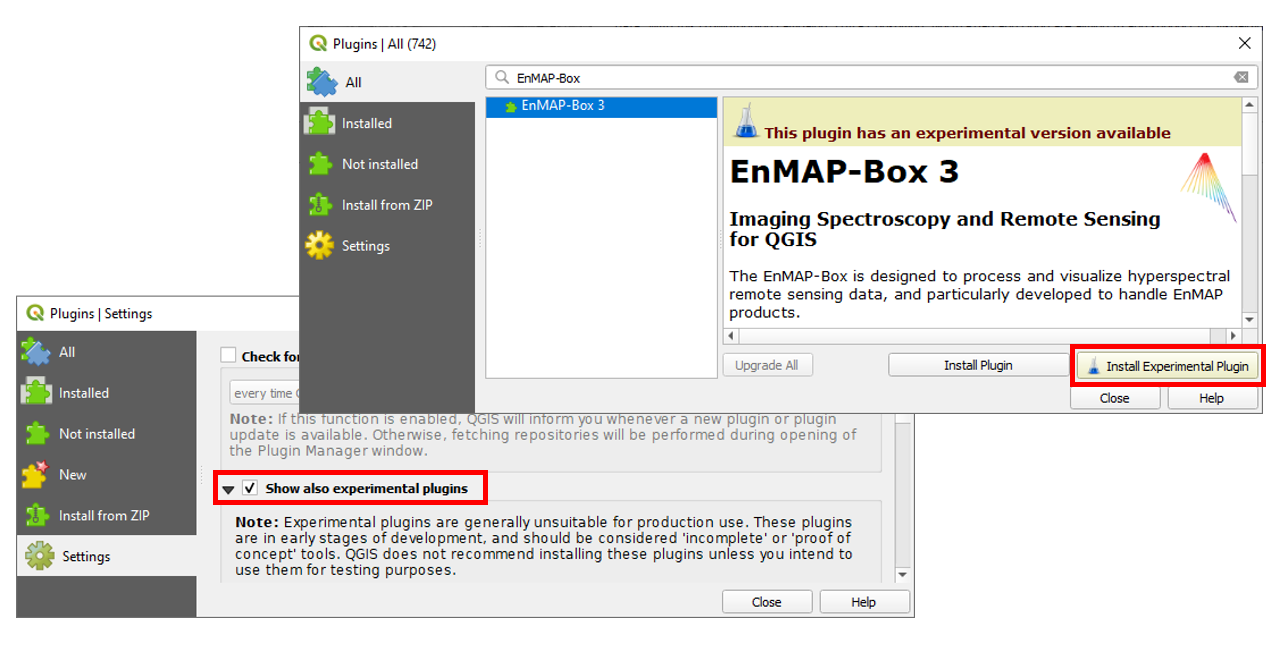 Plugins | All (742)
All
Installed
Not installed
Install from ZIP
Settings
EnMAP-Box
EnMAP-Box 3
This plugin has an experimental version available
EnMAP-Box 3
Imaging Spectroscopy and Remote Sensing
for QGIS
The EnMAP-Box is designed to process and visualize hyperspectral
remote sensing data, and particularly developed to handle EnMAP
products.
Upgrade All
Install Plugin
Install Experimental Plugin
Close
Help
Plugins | Settings
All
Installed
Not installed
New
Install from ZIP
Settings
Check
every time
Note: If this function is enabled, QGIS will inform you whenever a new plugin or plugin
update is available. Otherwise, fetching repositories will be performed during opening of
the Plugin Manager window.
Show also experimental plugins
Note: Experimental plugins are generally unsuitable for production use. These plugins
are in early stages of development, and should be considered 'incomplete' or 'proof of
concept' tools. QGIS does not recommend installing these plugins unless you intend to
use them for testing purposes.
Close
Help